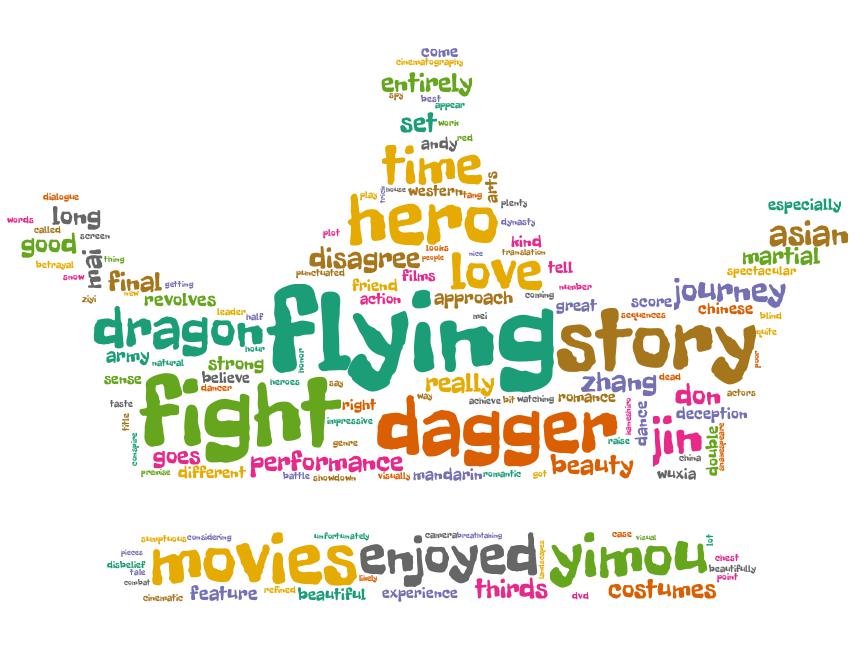 come
cinematography
entirely
spy best
appear
set work
red
andy
time
arts
play trick house western tang
plenty
hero
dynasty
plot
kind
looks
translation
disagree
people
nice
punctuated films
love
tell
friend
number
action approach coming
great
mei
dialogue
long
words called screen
good
betrayal
mai
thing
snow
final getting
ziyi new
revolves
leader half
especially
asian
martial
spectacular
journey
score
chinese
sequences
blind
quite
poor
dragon
flying
story
army natural hour honor
strong
sense believe
heroes say
dancer
really
way achieve bit watching romance
zhang dead
don actors
deception
taste
title
conspire
fight
right
impressive
genre
dagger
kaneshiro
dance
raise
jin
china
double
shakespeare
goes performance
premise different
battle showdown visually mandarin romantic got beauty
wuxia
sumptuous considering unfortunately camera breathtaking case visual lot
pieces
disbelief
tale
combat
movies enjoyed yimou
likely
landscapes
chest
beautifully
point
cinematic feature refined beautiful experience thirds dvd costumes